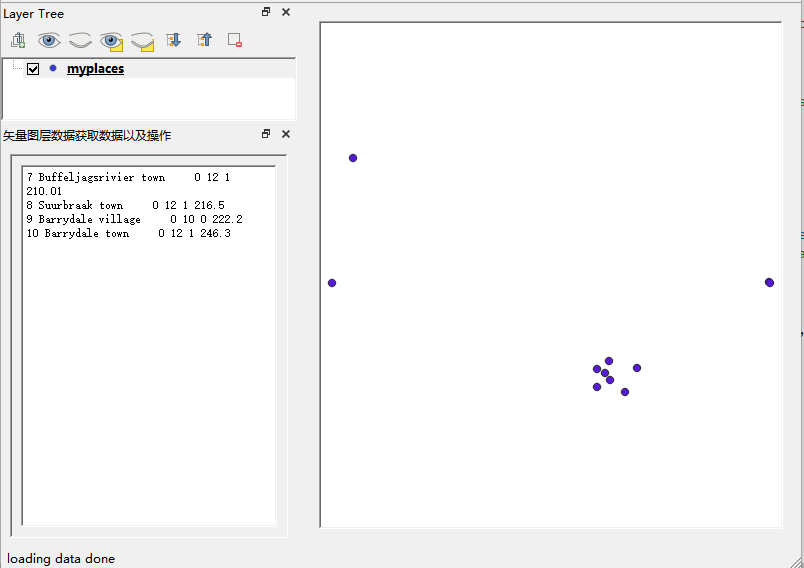 Layer Tree
myplaces
矢量图层数据获取数据以及操作
7 Buffeljagsrivier town 0 12 1
210.01
8 Suurbraak town 0 12 1 216.5
9 Barrydale village 0 10 0 222.2
10 Barrydale town 0 12 1 246.3
loading data done